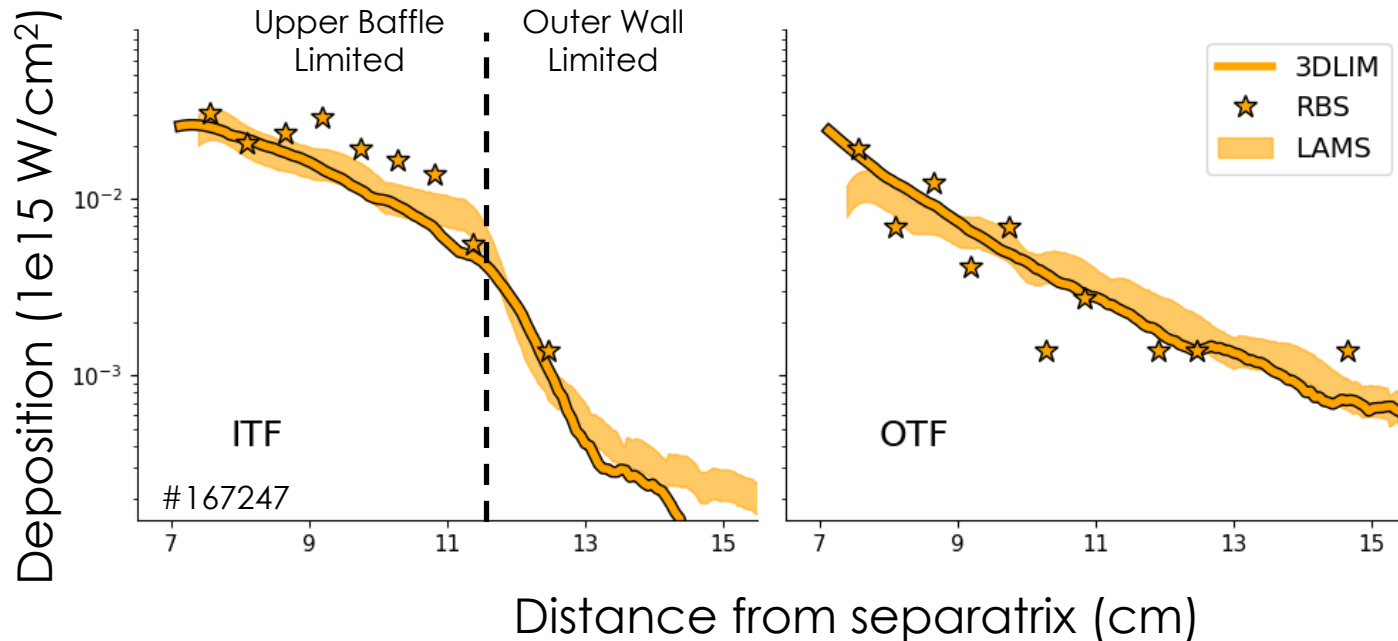 Deposition (1e15 W/cm²)
Upper Baffle
Limited
Outer Wall
Limited
10⁻²
10⁻³
ITF
#167247
7 9 11 13 15
3DLIM
RBS
LAMS
OTF
7 9 11 13 15
Distance from separatrix (cm)